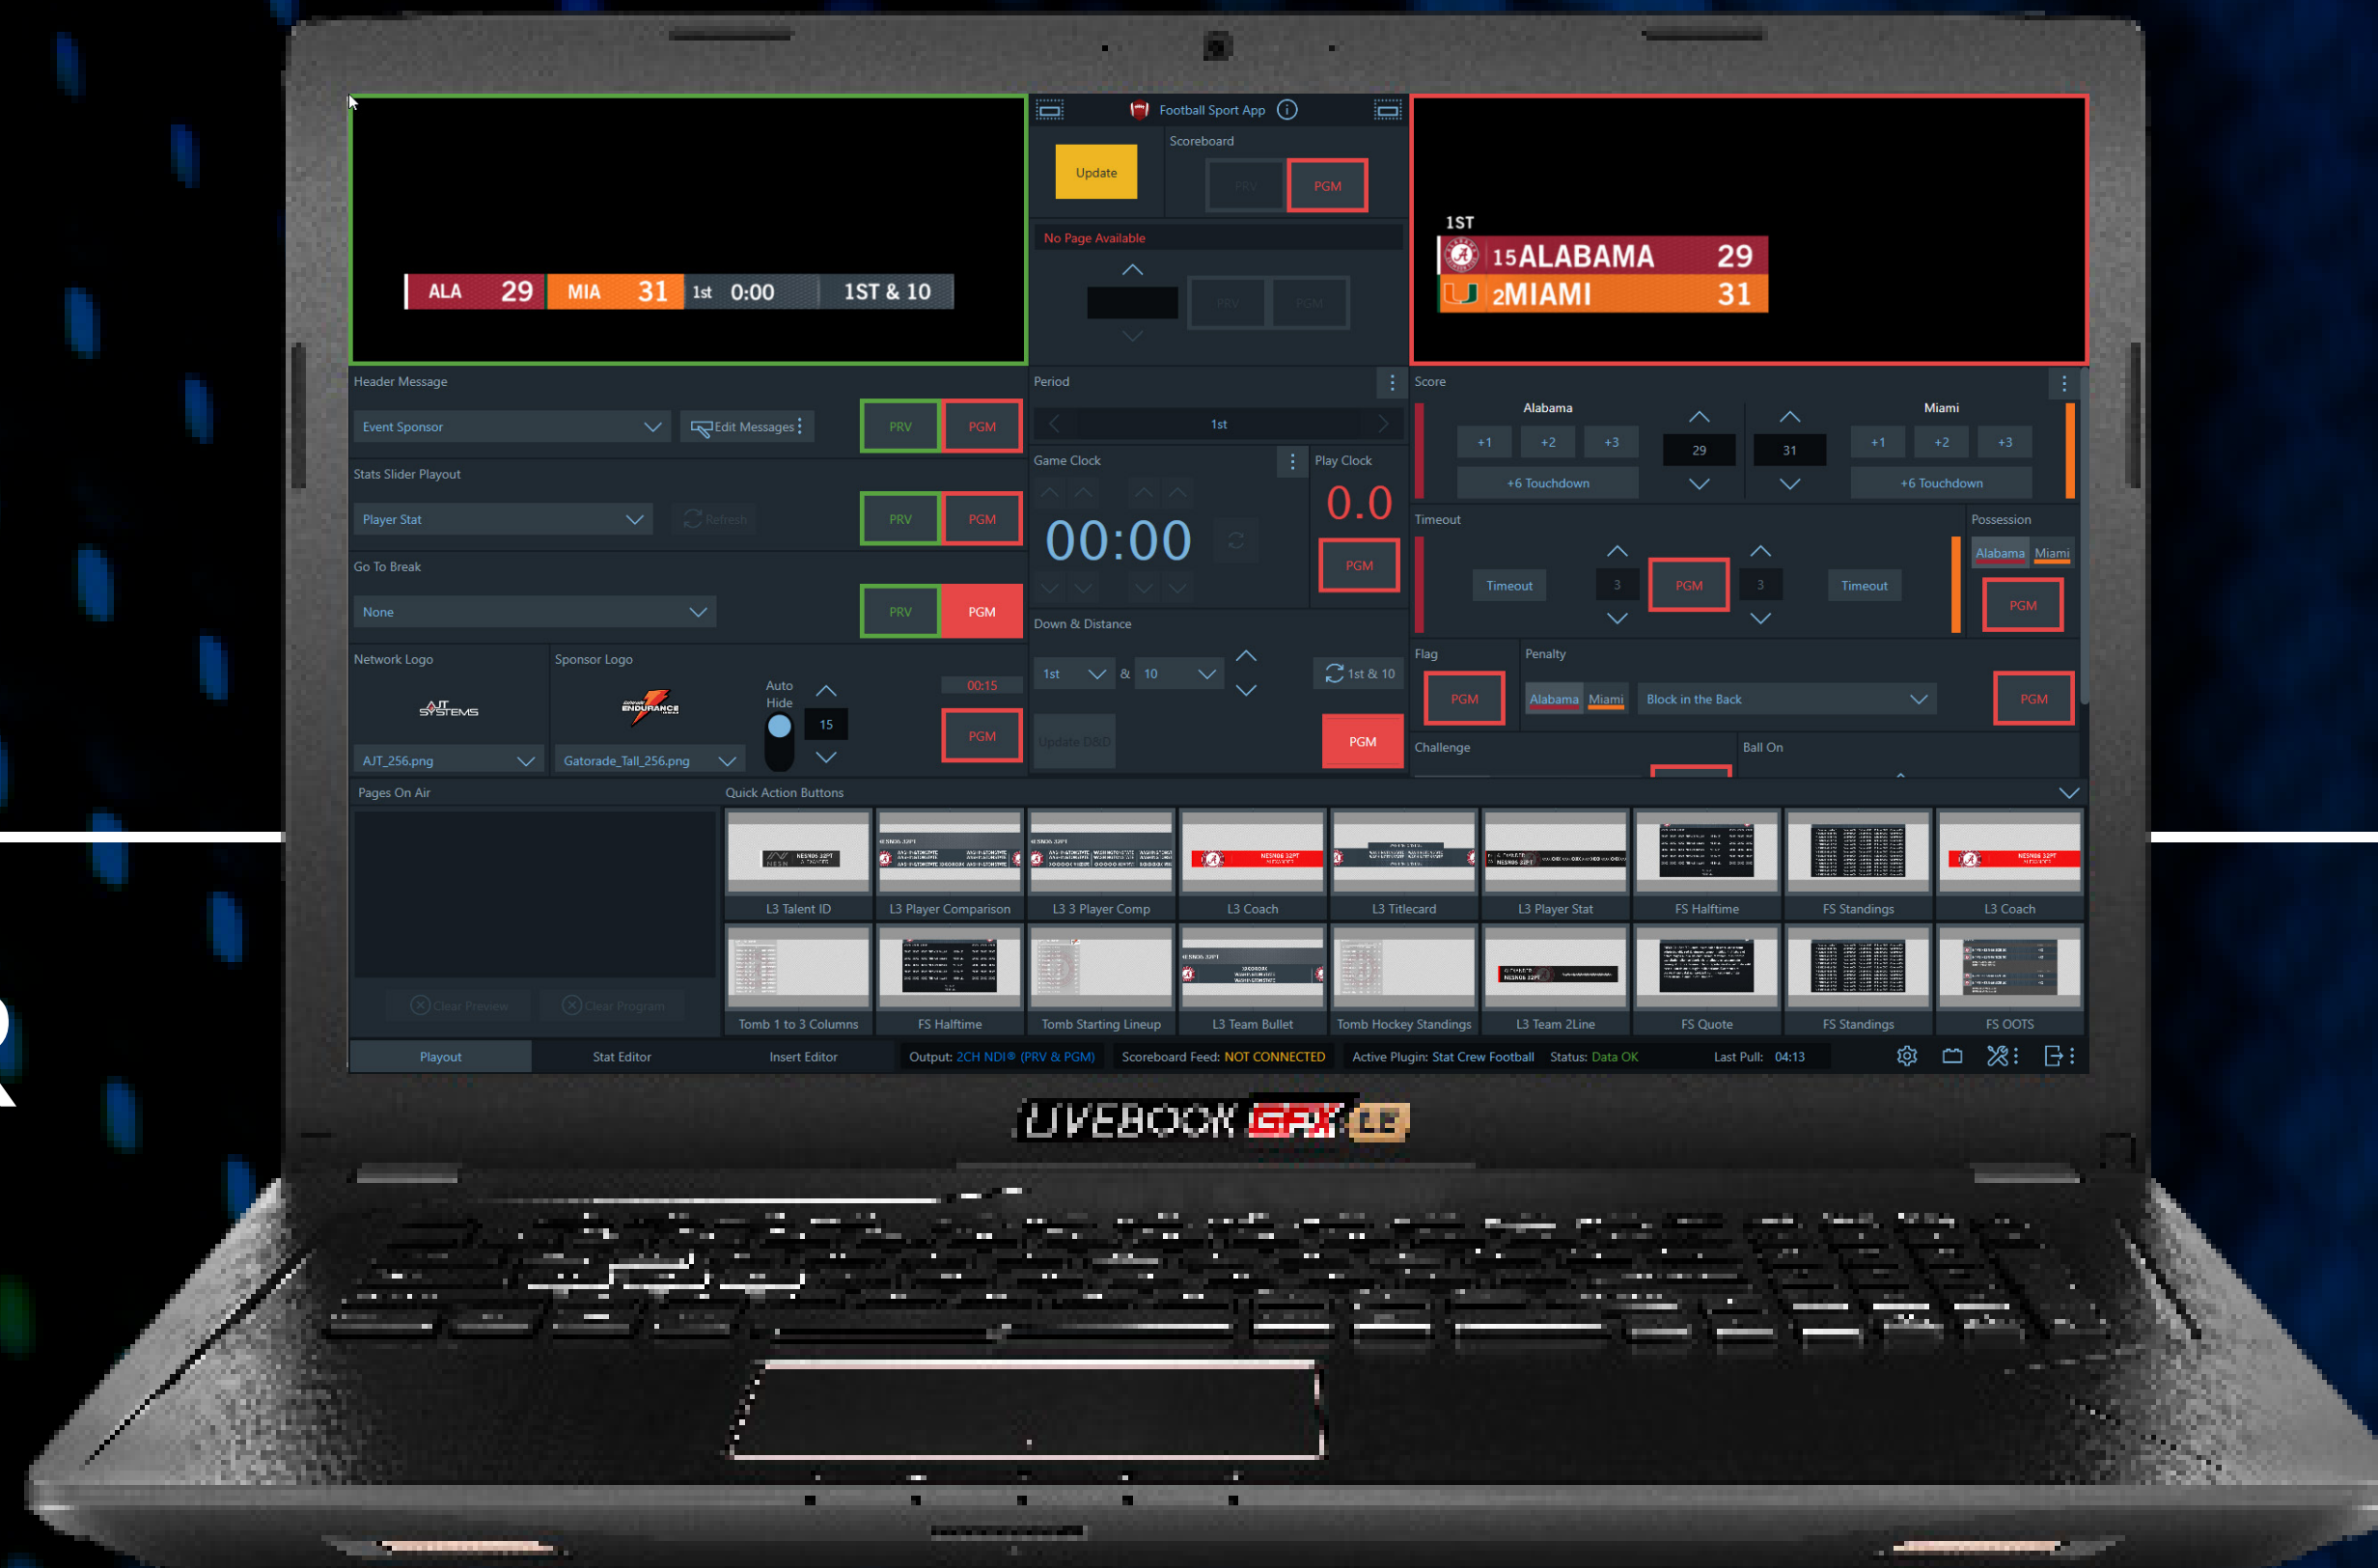 Football Sport App
Scoreboard
Update
PRV
PGM
No Page Available
PRV
PGM
ALA 29 MIA 31 1st 0:00 1ST & 10
1ST
15 ALABAMA 29
2 MIAMI 31
Header Message
Event Sponsor
Edit Messages
PRV
PGM
Stats Slider Playout
Player Stat
Refresh
PRV
PGM
Go To Break
None
PRV
PGM
Network Logo
AJT SYSTEMS
AJT_256.png
Sponsor Logo
ENDURANCE
Gatorade_Tall_256.png
Auto Hide
15
00:15
PGM
Period
1st
Game Clock
00:00
Play Clock
0.0
PGM
Down & Distance
1st & 10
1st & 10
Update D&D
PGM
Score
Alabama
+1 +2 +3
+6 Touchdown
29
31
Miami
+1 +2 +3
+6 Touchdown
Timeout
Timeout
3
PGM
3
Timeout
Possession
Alabama Miami
PGM
Flag
PGM
Penalty
Alabama Miami
Block in the Back
PGM
Challenge
Ball On
Pages On Air
Clear Preview
Clear Program
Quick Action Buttons
L3 Talent ID
L3 Player Comparison
L3 3 Player Comp
L3 Coach
L3 Titlecard
L3 Player Stat
FS Halftime
FS Standings
L3 Coach
Tomb 1 to 3 Columns
FS Halftime
Tomb Starting Lineup
L3 Team Bullet
Tomb Hockey Standings
L3 Team 2Line
FS Quote
FS Standings
FS OOTS
Playout
Stat Editor
Insert Editor
Output: 2CH NDI® (PRV & PGM)
Scoreboard Feed: NOT CONNECTED
Active Plugin: Stat Crew Football
Status: Data OK
Last Pull: 04:13
LIVEBOOK GFX LE